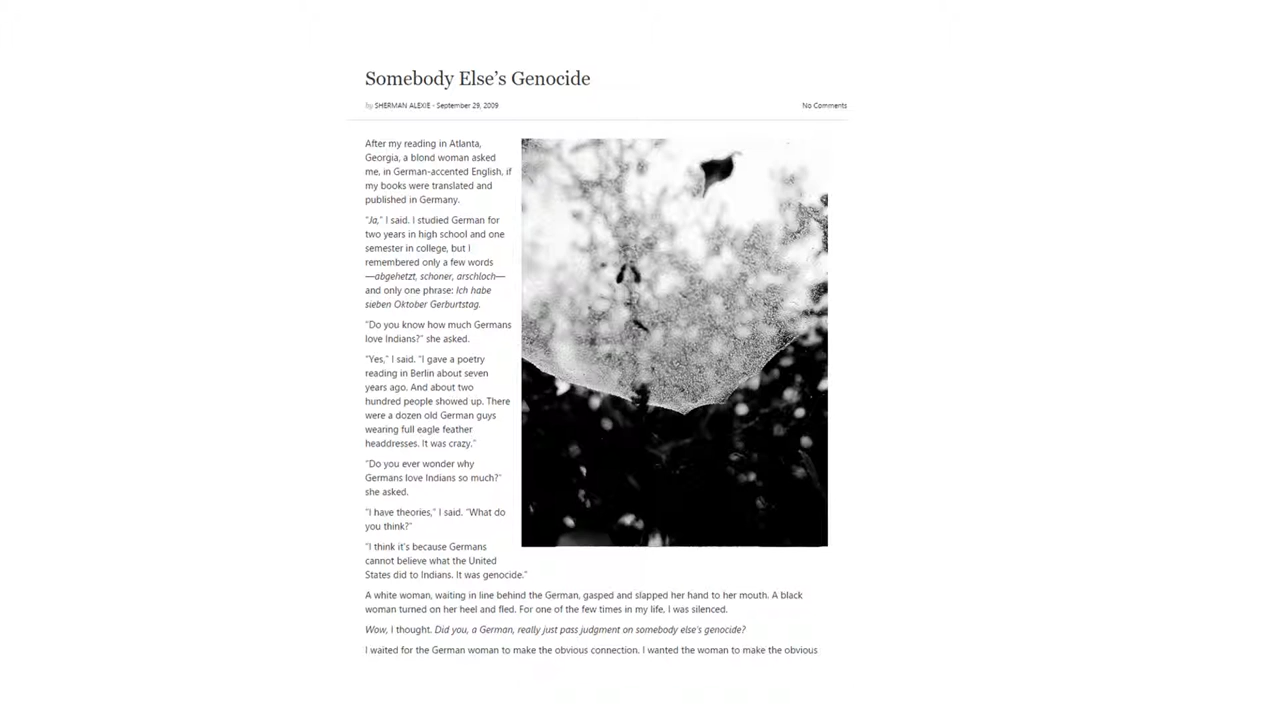 Somebody Else's Genocide
by SHERMAN ALEXIE - September 29, 2009
No Comments
After my reading in Atlanta,
Georgia, a blond woman asked
me, in German-accented English, if
my books were translated and
published in Germany.
"Ja," I said. I studied German for
two years in high school and one
semester in college, but I
remembered only a few words
—abgehetzt, schoner, arschloch—
and only one phrase: Ich habe
sieben Oktober Gerburtstag.
"Do you know how much Germans
love Indians?" she asked.
"Yes," I said. "I gave a poetry
reading in Berlin about seven
years ago. And about two
hundred people showed up. There
were a dozen old German guys
wearing full eagle feather
headdresses. It was crazy."
"Do you ever wonder why
Germans love Indians so much?"
she asked.
"I have theories," I said. "What do
you think?"
"I think it's because Germans
cannot believe what the United
States did to Indians. It was genocide."
A white woman, waiting in line behind the German, gasped and slapped her hand to her mouth. A black
woman turned on her heel and fled. For one of the few times in my life, I was silenced.
Wow, I thought. Did you, a German, really just pass judgment on somebody else's genocide?
I waited for the German woman to make the obvious connection. I wanted the woman to make the obvious